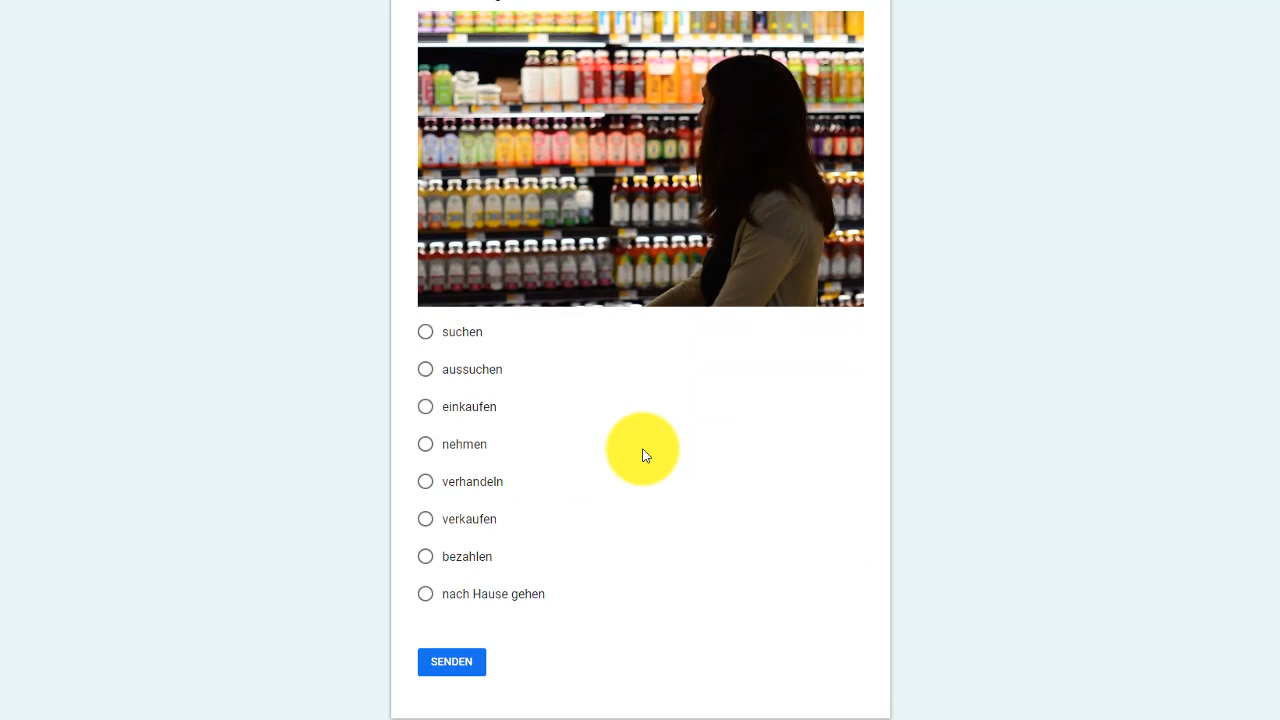 suchen
aussuchen
einkaufen
nehmen
verhandeln
verkaufen
bezahlen
nach Hause gehen
SENDEN